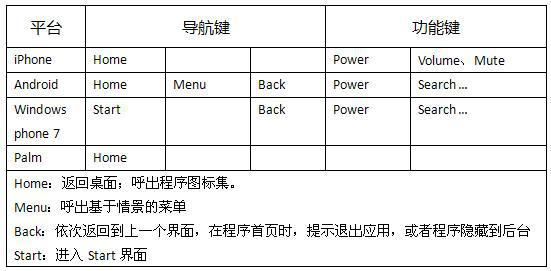 平台 导航键 功能键
iPhone Home Power Volume、Mute
Android Home Menu Back Power Search …
Windows Start Back Power Search …
phone 7
Palm Home
Home：返回桌面；呼出程序图标集。
Menu：呼出基于情景的菜单
Back：依次返回到上一个界面，在程序首页时，提示退出应用，或者程序隐藏到后台
Start：进入 Start 界面